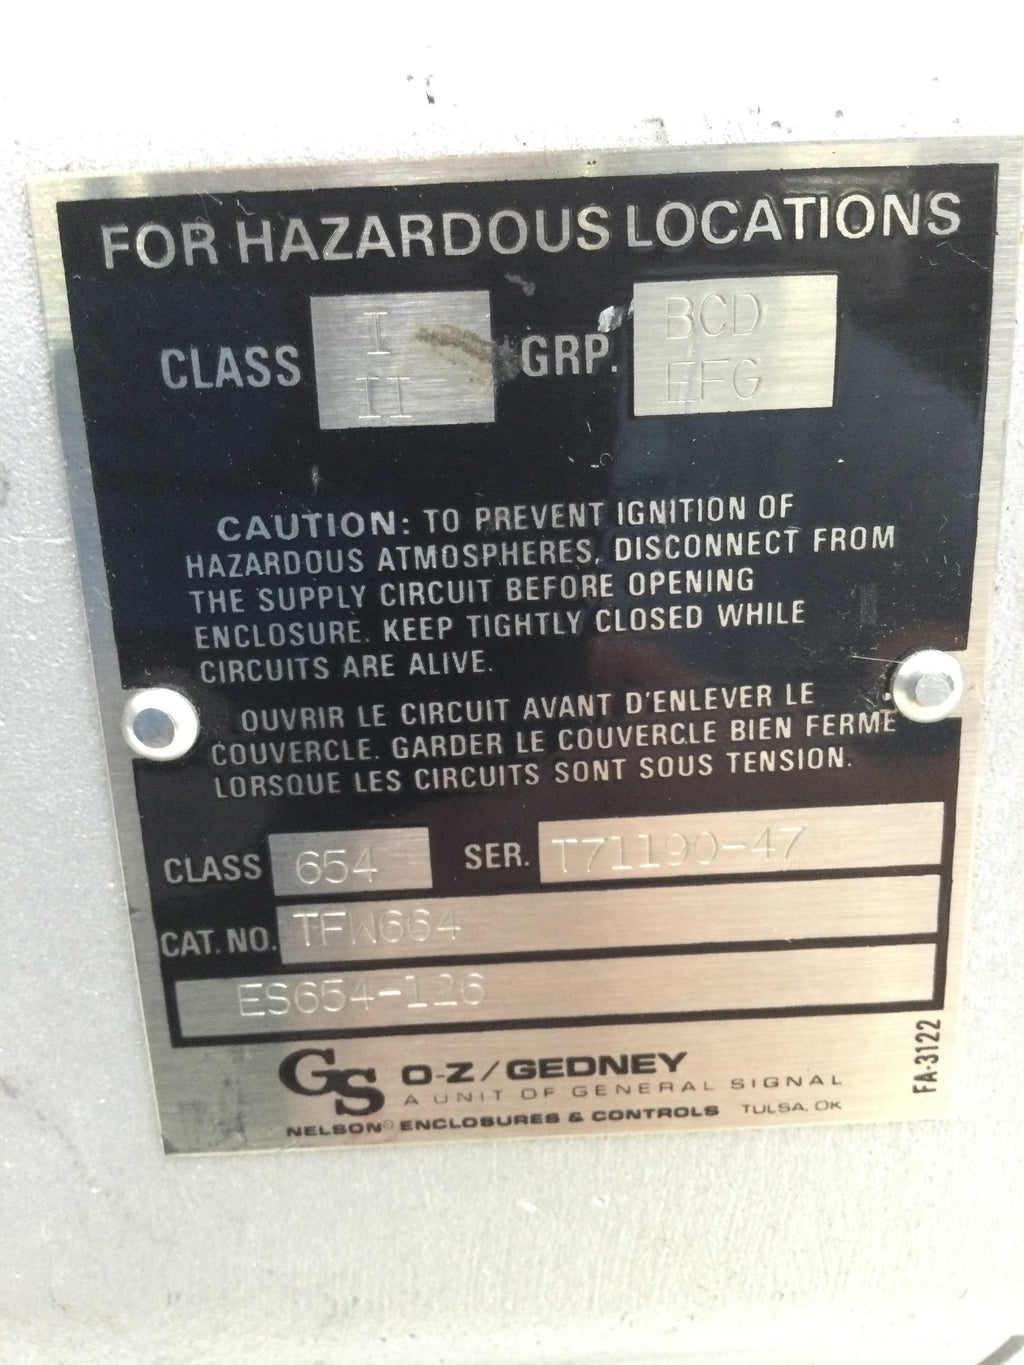 FOR HAZARDOUS LOCATIONS
CLASS I II GRP. BCD EFG
CAUTION: TO PREVENT IGNITION OF
HAZARDOUS ATMOSPHERES, DISCONNECT FROM
THE SUPPLY CIRCUIT BEFORE OPENING
ENCLOSURE. KEEP TIGHTLY CLOSED WHILE
CIRCUITS ARE ALIVE.
OUVRIR LE CIRCUIT AVANT D'ENLEVER LE
COUVERCLE. GARDER LE COUVERCLE BIEN FERME
LORSQUE LES CIRCUITS SONT SOUS TENSION.
CLASS 654 SER. T71190-47
CAT. NO. TFW664
ES654-126
GS O-Z/GEDNEY
A UNIT OF GENERAL SIGNAL
NELSON© ENCLOSURES & CONTROLS TULSA, OK
FA-3122